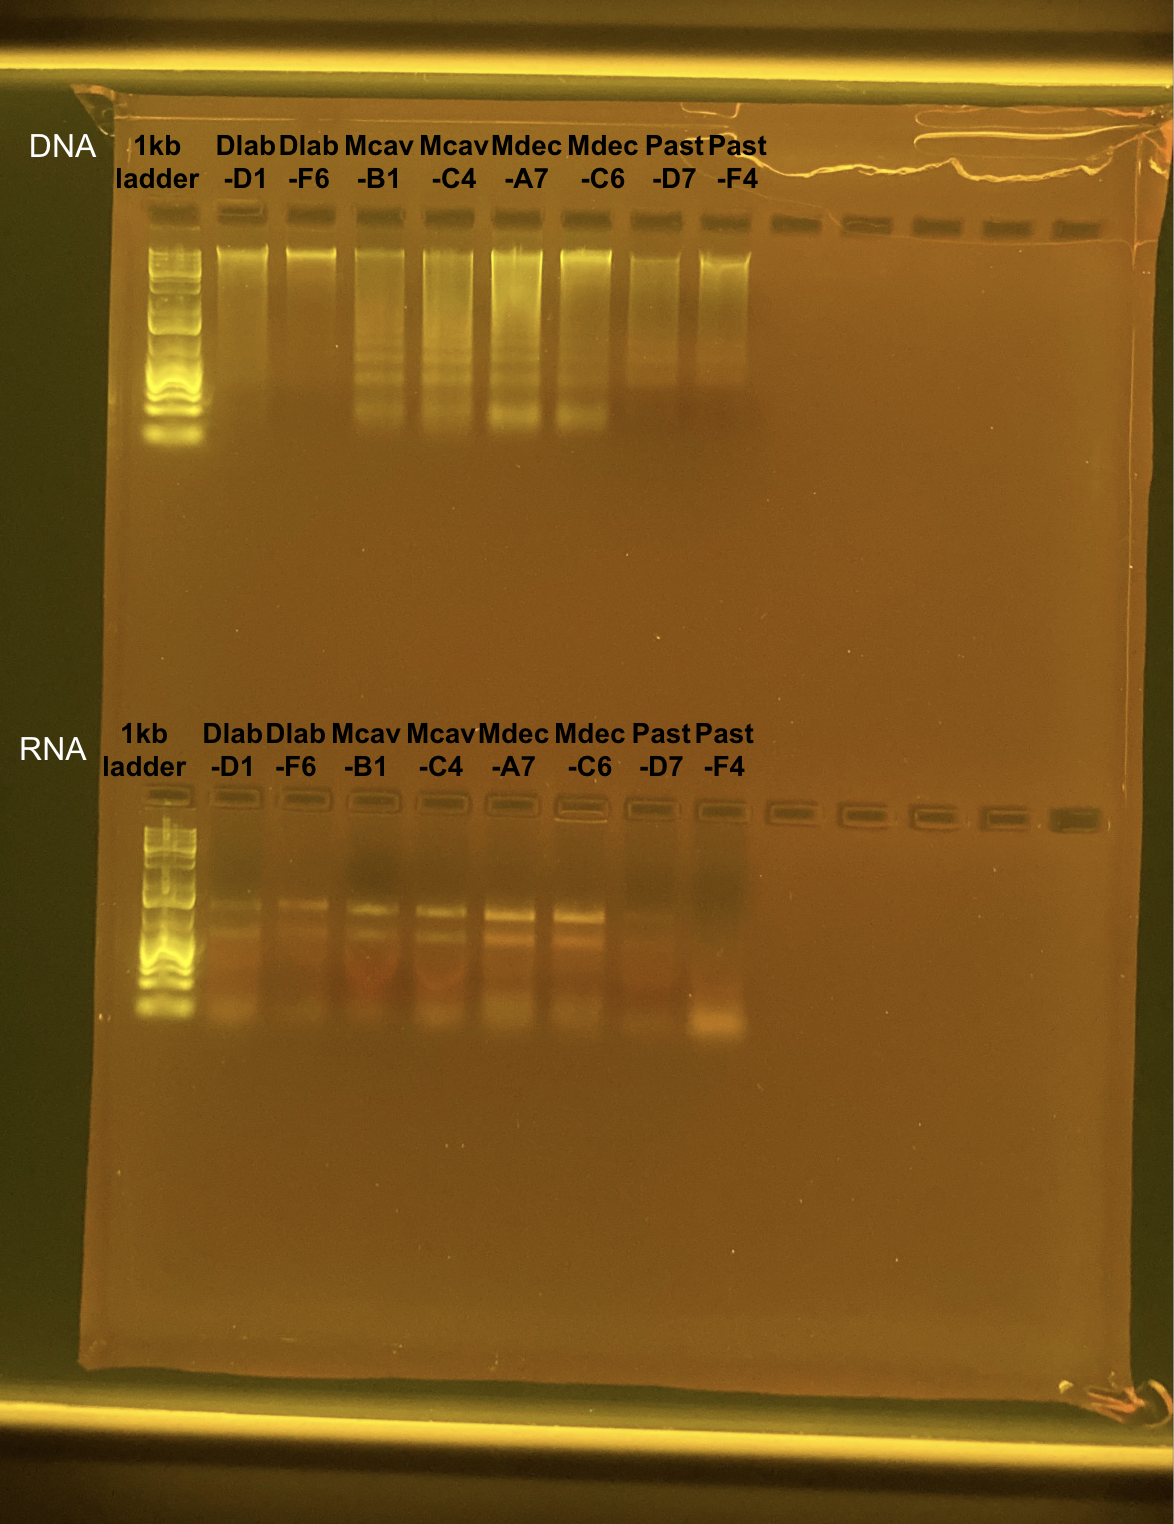 DNA
1kb Dlab Dlab Mcav Mcav Mdec Mdec Past Past
ladder -D1 -F6 -B1 -C4 -A7 -C6 -D7 -F4
RNA
1kb Dlab Dlab Mcav Mcav Mdec Mdec Past Past
ladder -D1 -F6 -B1 -C4 -A7 -C6 -D7 -F4